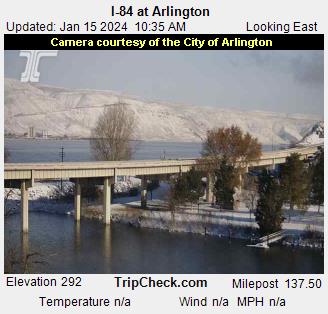 I-84 at Arlington
Updated: Jan 15 2024 10:35 AM Looking East
Camera courtesy of the City of Arlington
Elevation 292 TripCheck.com Milepost 137.50
Temperature n/a Wind n/a MPH n/a